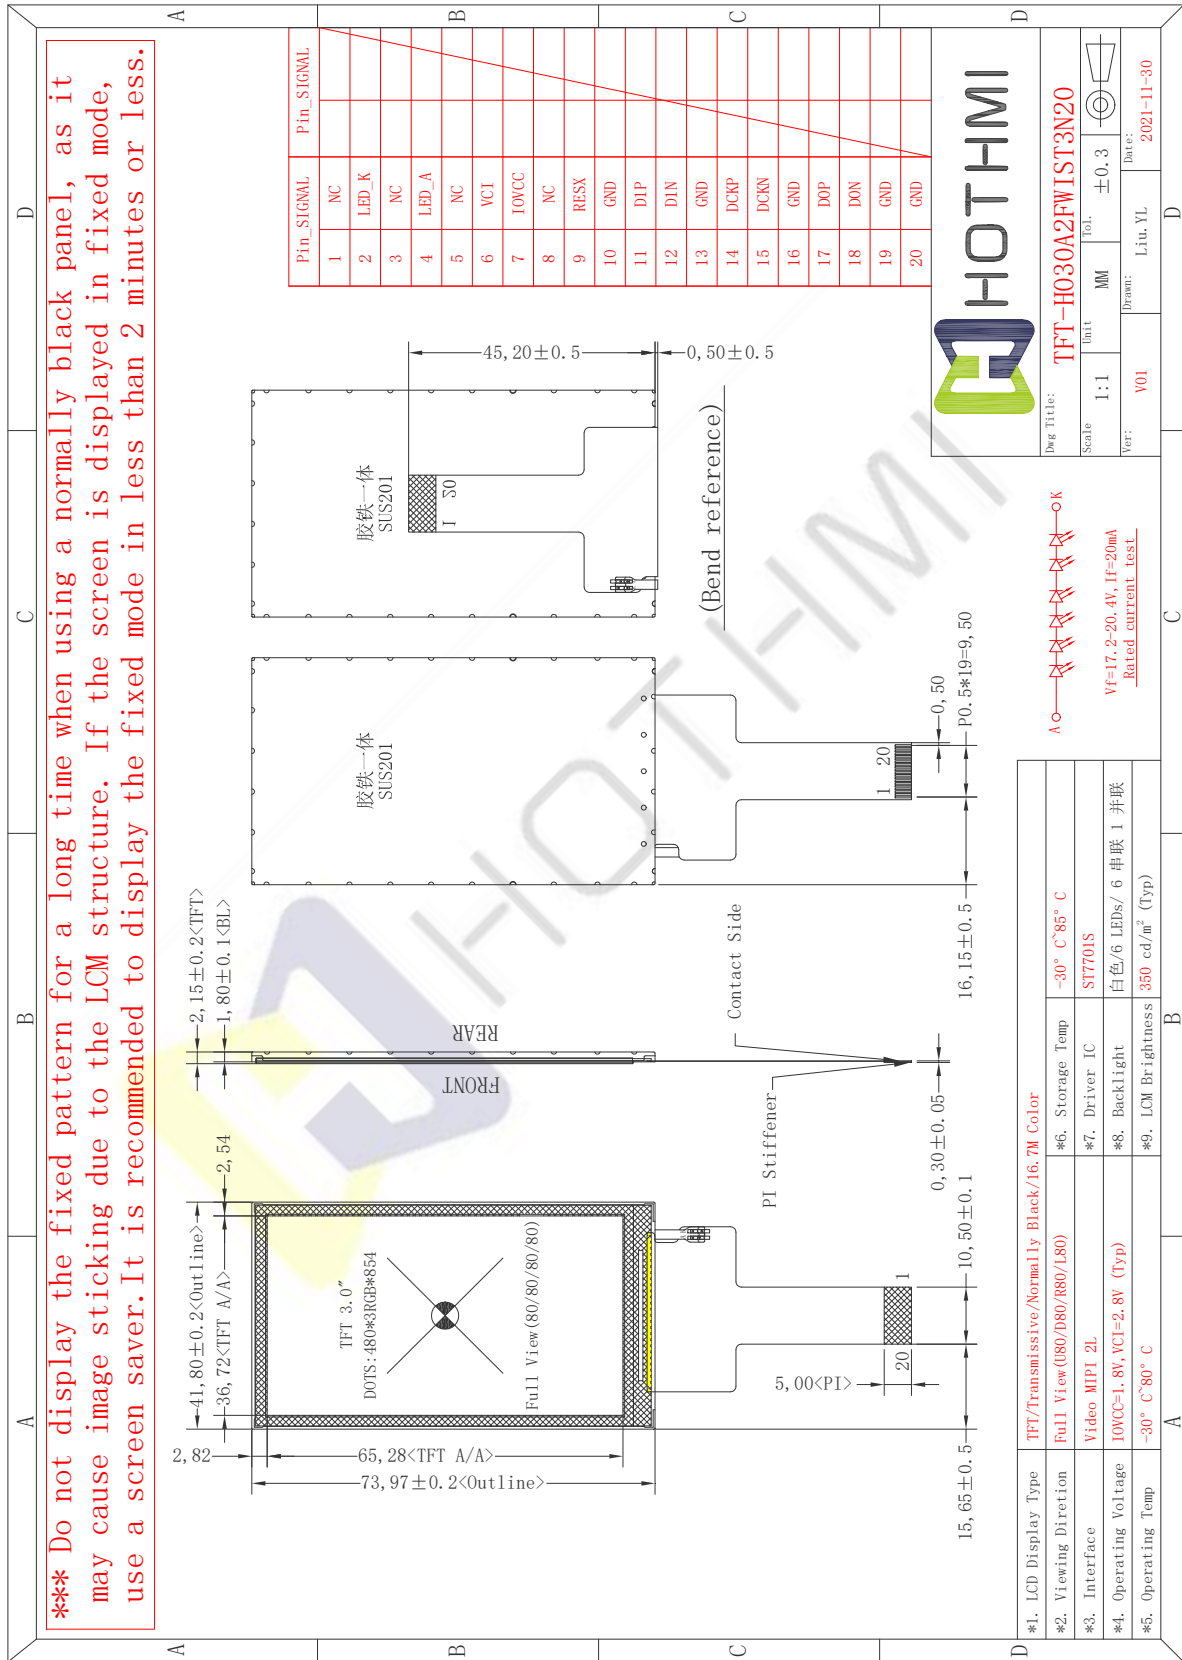 *** Do not display the fixed pattern for a long time when using a normally black panel, as it
may cause image sticking due to the LCM structure. If the screen is displayed in fixed mode,
use a screen saver.It is recommended to display the fixed mode in less than 2 minutes or less.
A
B
C
D
A
B
C
D
A
B
C
D
A
B
C
D
41,80±0.2<Outline>
36,72<TFT A/A>
2,54
2,82
65,28<TFT A/A>
73,97±0.2<Outline>
TFT 3.0″
DOTS:480*3RGB*854
Full View(80/80/80/80)
5,00<PI>
20
1
15,65±0.5
10,50±0.1
2,15±0.2<TFT>
1,80±0.1<BL>
FRONT
REAR
PI Stiffener
Contact Side
0,30±0.05
胶铁一体
SUS201
1
20
16,15±0.5
P0.5*19=9,50
0,50
胶铁一体
SUS201
1
20
45,20±0.5
0,50±0.5
(Bend reference)
Pin_SIGNAL
Pin_SIGNAL
1 NC
2 LED_K
3 NC
4 LED_A
5 NC
6 VCI
7 IOVCC
8 NC
9 RESX
10 GND
11 D1P
12 D1N
13 GND
14 DCKP
15 DCKN
16 GND
17 DOP
18 DON
19 GND
20 GND
HOTHMI
HOTHMI
A
K
Vf=17.2-20.4V,If=20mA
Rated current test
*1. LCD Display Type TFT/Transmissive/Normally Black/16.7M Color
*2. Viewing Diretion Full View(U80/D80/R80/L80)
*3. Interface Video MIPI 2L
*4. Operating Voltage IOVCC=1.8V,VCI=2.8V (Typ)
*5. Operating Temp -30° C~80° C
*6. Storage Temp -30° C~85° C
*7. Driver IC ST7701S
*8. Backlight 白色/6 LEDs/ 6 串联 1 并联
*9. LCM Brightness 350 cd/m² (Typ)
Dwg Title: TFT-H030A2FWIST3N20
Scale 1:1 Unit MM Tol. ±0.3
Ver: V01 Drawn: Liu.YL Date: 2021-11-30